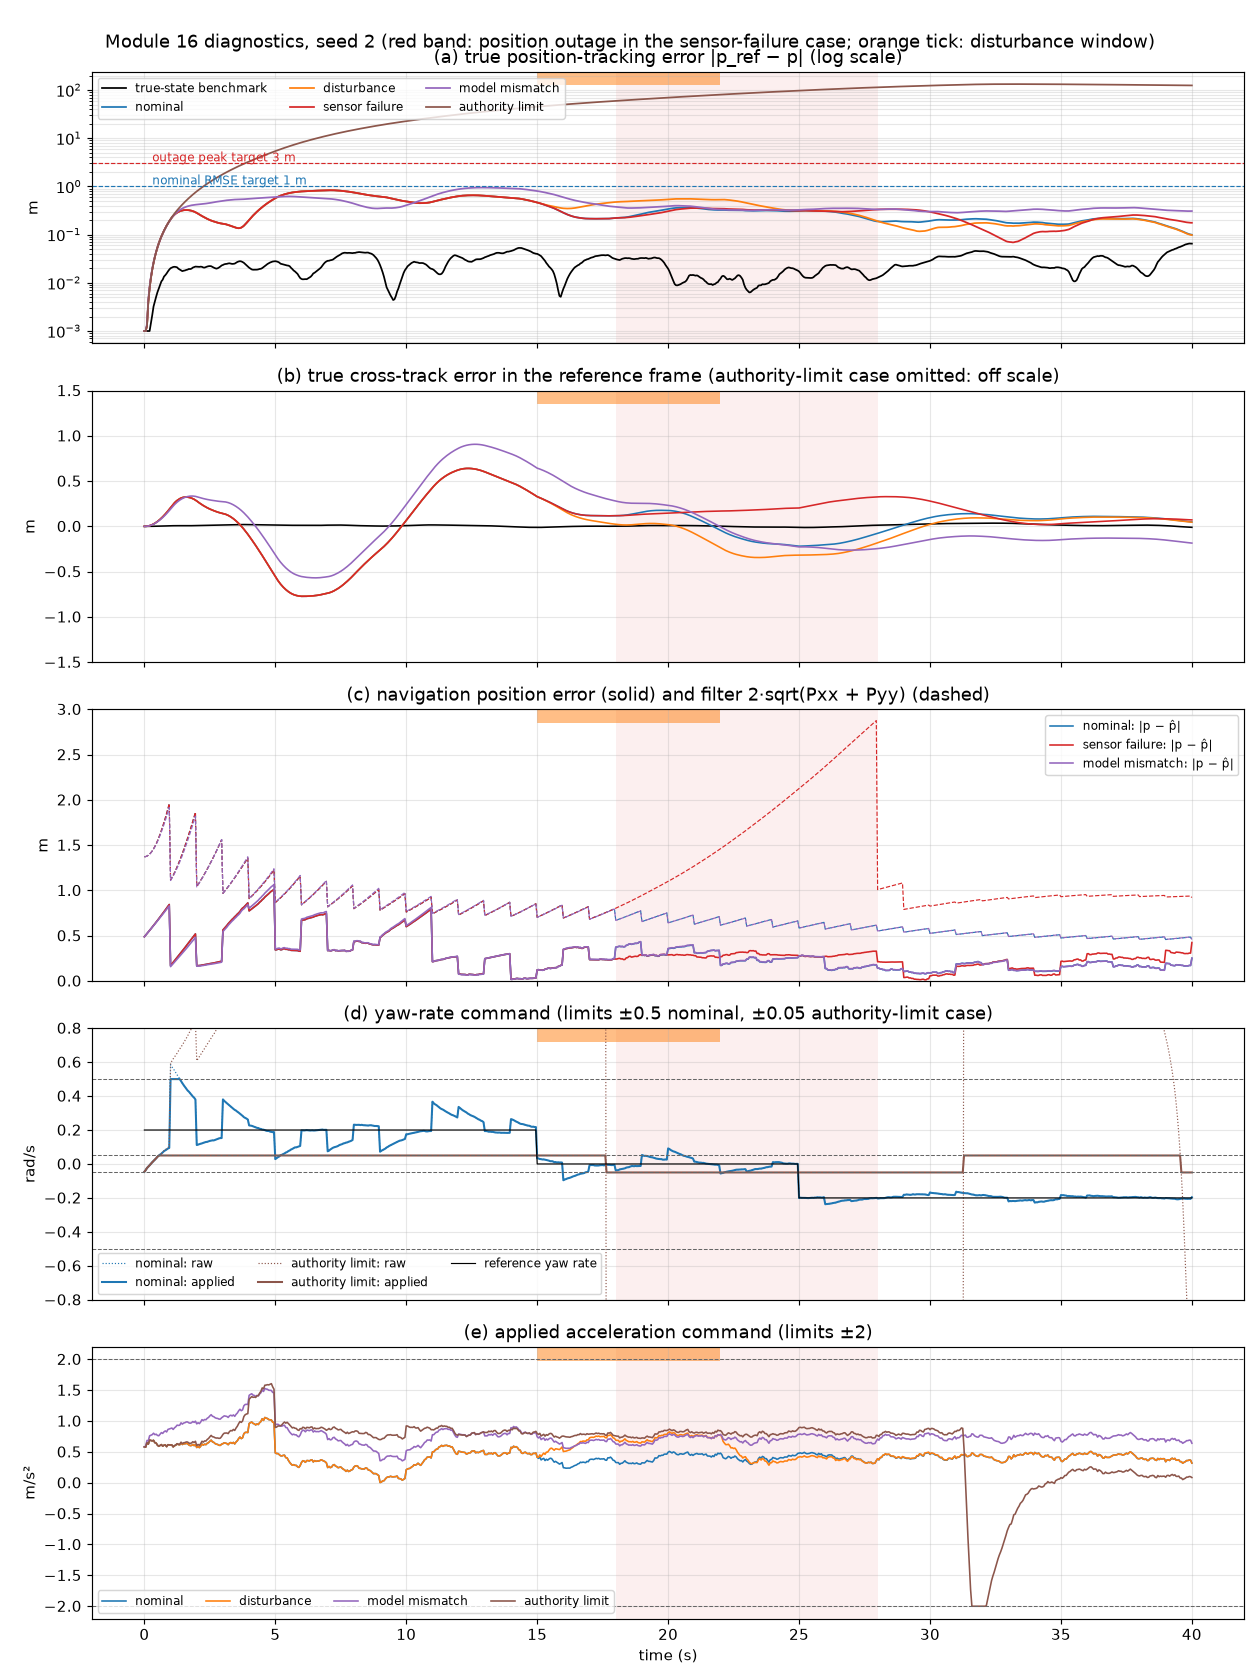 Module 16 diagnostics, seed 2 (red band: position outage in the sensor-failure case; orange tick: disturbance window)
(a) true position-tracking error |p_ref − p| (log scale)
true-state benchmark
nominal
disturbance
sensor failure
model mismatch
authority limit
outage peak target 3 m
nominal RMSE target 1 m
10²
10¹
10⁰
10⁻¹
10⁻²
10⁻³
m
(b) true cross-track error in the reference frame (authority-limit case omitted: off scale)
1.5
1.0
0.5
0.0
−0.5
−1.0
−1.5
m
(c) navigation position error (solid) and filter 2·sqrt(Pxx + Pyy) (dashed)
nominal: |p − p̂|
sensor failure: |p − p̂|
model mismatch: |p − p̂|
3.0
2.5
2.0
1.5
1.0
0.5
0.0
m
(d) yaw-rate command (limits ±0.5 nominal, ±0.05 authority-limit case)
0.8
0.6
0.4
0.2
0.0
−0.2
−0.4
−0.6
−0.8
rad/s
nominal: raw
nominal: applied
authority limit: raw
authority limit: applied
reference yaw rate
(e) applied acceleration command (limits ±2)
2.0
1.5
1.0
0.5
0.0
−0.5
−1.0
−1.5
−2.0
m/s²
nominal
disturbance
model mismatch
authority limit
0 5 10 15 20 25 30 35 40
time (s)